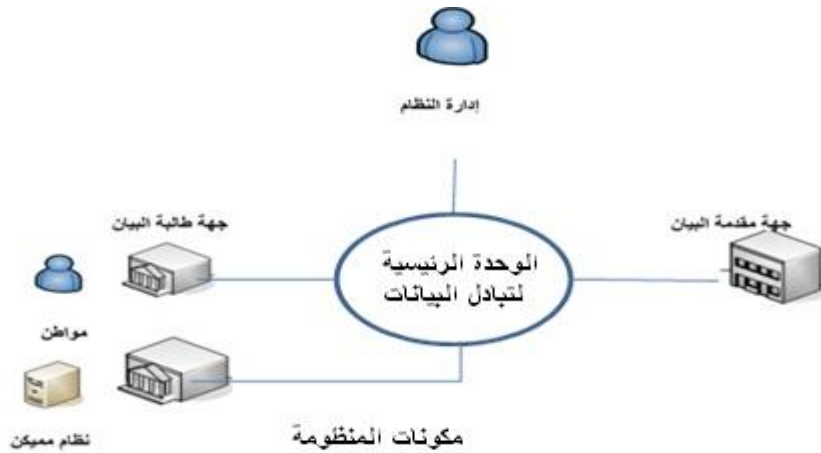 إدارة النظام
جهة مقدمة البيان
جهة طالبة البيان
الوحدة الرئيسية
لتبادل البيانات
مواطن
نظام مميكن
مكونات المنظومة